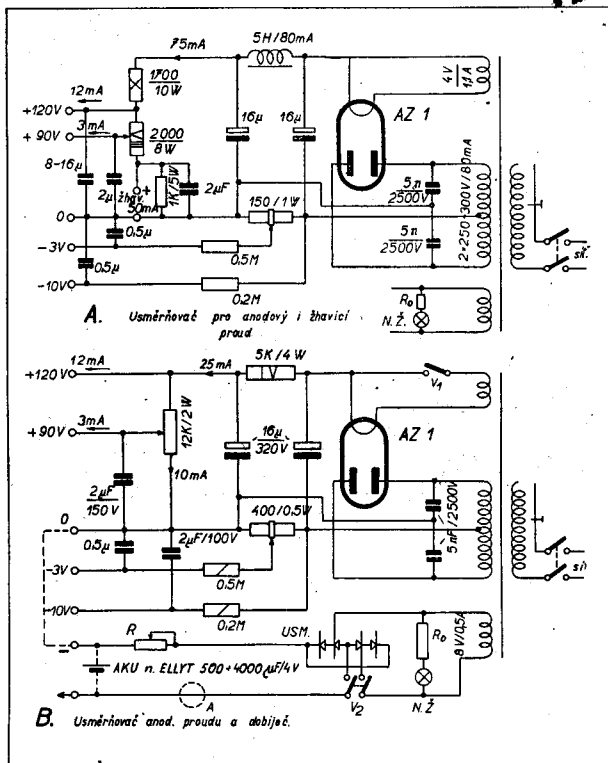 75mA
5H/80mA
1700
10W
4V
1,1A
12mA
+120V
AZ 1
16µ
16µ
3mA
+90V
2000
8W
8-16µ
2µ
žhav.
+
50mA
1K/5W
2µF
150/1W
5n
2500V
5n
2500V
2×250-300V/80mA
0
0,5µ
-3V
0,5M
0,5µ
-10V
0,2M
síť.
R₀
N.Ž.
A. Usměrňovač pro anodový i žhavicí
proud
12mA
25mA
5K/4W
+120V
V₁
3mA
+90V
12K/2W
16µ
320V
AZ 1
10mA
2µF
150V
400/0,5W
5nF/2500V
0
0,5µ
2µF/100V
-3V
0,5M
-10V
0,2M
síť
R
USM.
R₀
8V/0,5A
AKU n. ELLYT 500+4000µF/4V
A
V₂
N.Ž
B. Usměrňovač anod. proudu a dobíječ.